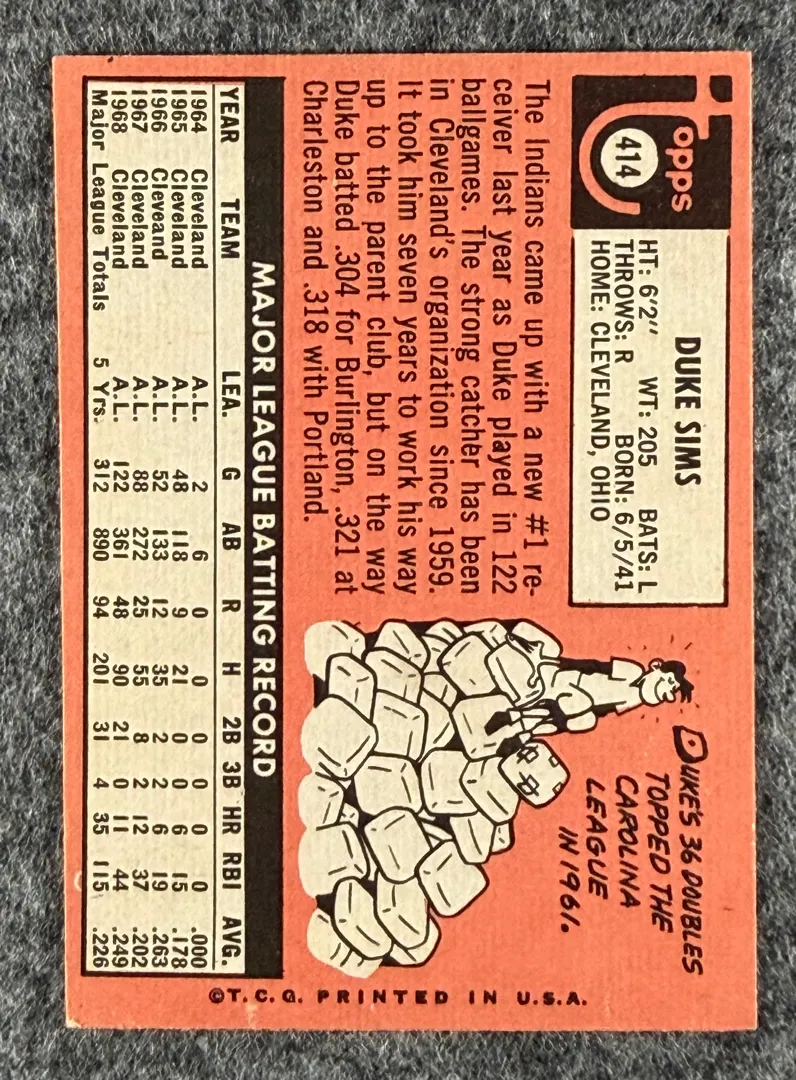 Topps
414
DUKE SIMS
HT: 6'2" WT: 205 BATS: L
THROWS: R BORN: 6/5/41
HOME: CLEVELAND, OHIO
The Indians came up with a new #1 re-
ceiver last year as Duke played in 122
ballgames. The strong catcher has been
in Cleveland's organization since 1959.
It took him seven years to work his way
up to the parent club, but on the way
Duke batted .304 for Burlington, .321 at
Charleston and .318 with Portland.
DUKE'S 36 DOUBLES
TOPPED THE
CAROLINA
LEAGUE
IN 1961.
MAJOR LEAGUE BATTING RECORD
YEAR TEAM LEA. G AB R H 2B 3B HR RBI AVG.
1964 Cleveland A.L. 2 6 0 0 0 0 0 0 .000
1965 Cleveland A.L. 48 118 9 21 0 0 6 15 .178
1966 Cleveand A.L. 52 133 12 35 2 2 6 19 .263
1967 Cleveland A.L. 88 272 25 55 8 2 12 37 .202
1968 Cleveland A.L. 122 361 48 90 21 0 11 44 .249
Major League Totals 5 Yrs. 312 890 94 201 31 4 35 115 .226
©T.C.G. PRINTED IN U.S.A.